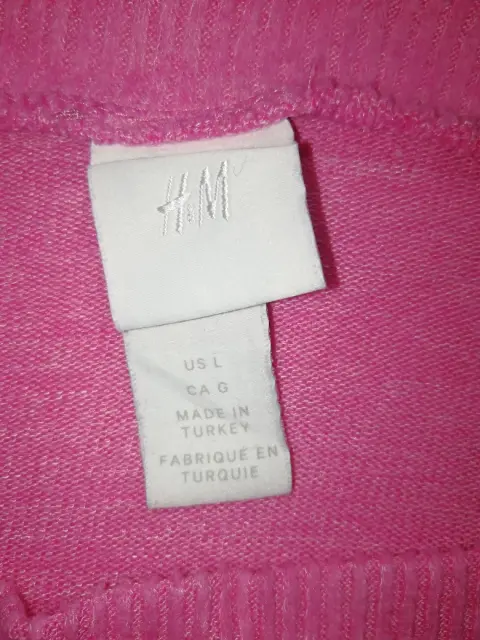 H&M
US L
CA G
MADE IN
TURKEY
FABRIQUE EN
TURQUIE